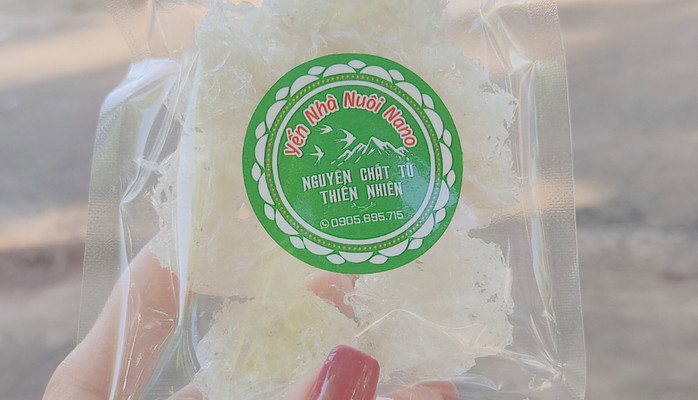 Yến Nhà Nuôi Nano
NGUYÊN CHẤT TỪ
THIÊN NHIÊN
0905.695.715